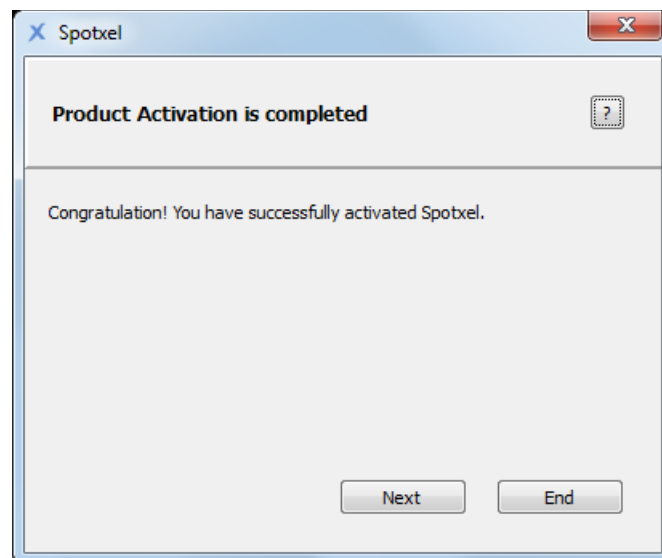 Spotxel
Product Activation is completed
?
Congratulation! You have successfully activated Spotxel.
Next
End